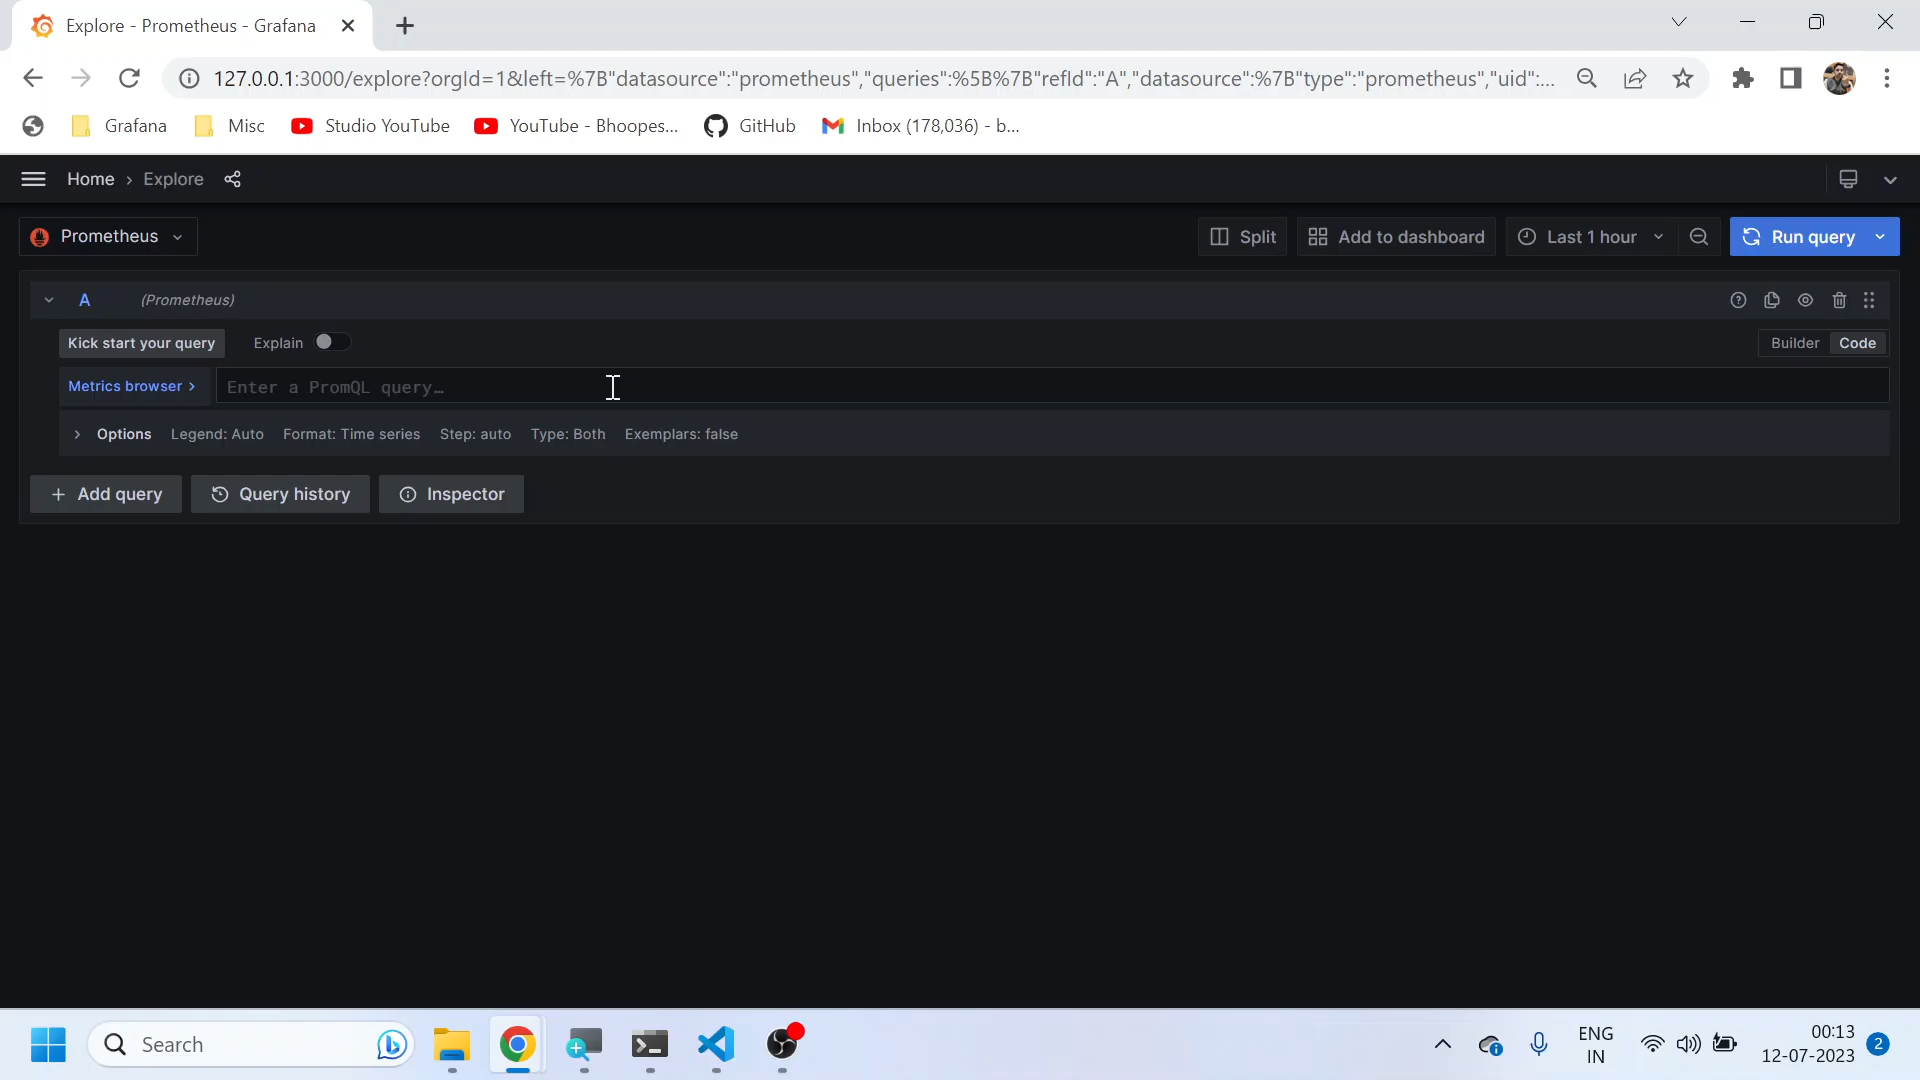 Explore - Prometheus - Grafana
127.0.0.1:3000/explore?orgId=1&left=%7B"datasource":"prometheus","queries":%5B%7B"refId":"A","datasource":%7B"type":"prometheus","uid":...
Grafana Misc Studio YouTube YouTube - Bhoopes... GitHub Inbox (178,036) - b...
Home › Explore
Prometheus Split Add to dashboard Last 1 hour Run query
A (Prometheus)
Kick start your query Explain Builder Code
Metrics browser > Enter a PromQL query…
> Options Legend: Auto Format: Time series Step: auto Type: Both Exemplars: false
+ Add query Query history Inspector
Search ENG IN 00:13
12-07-2023 2